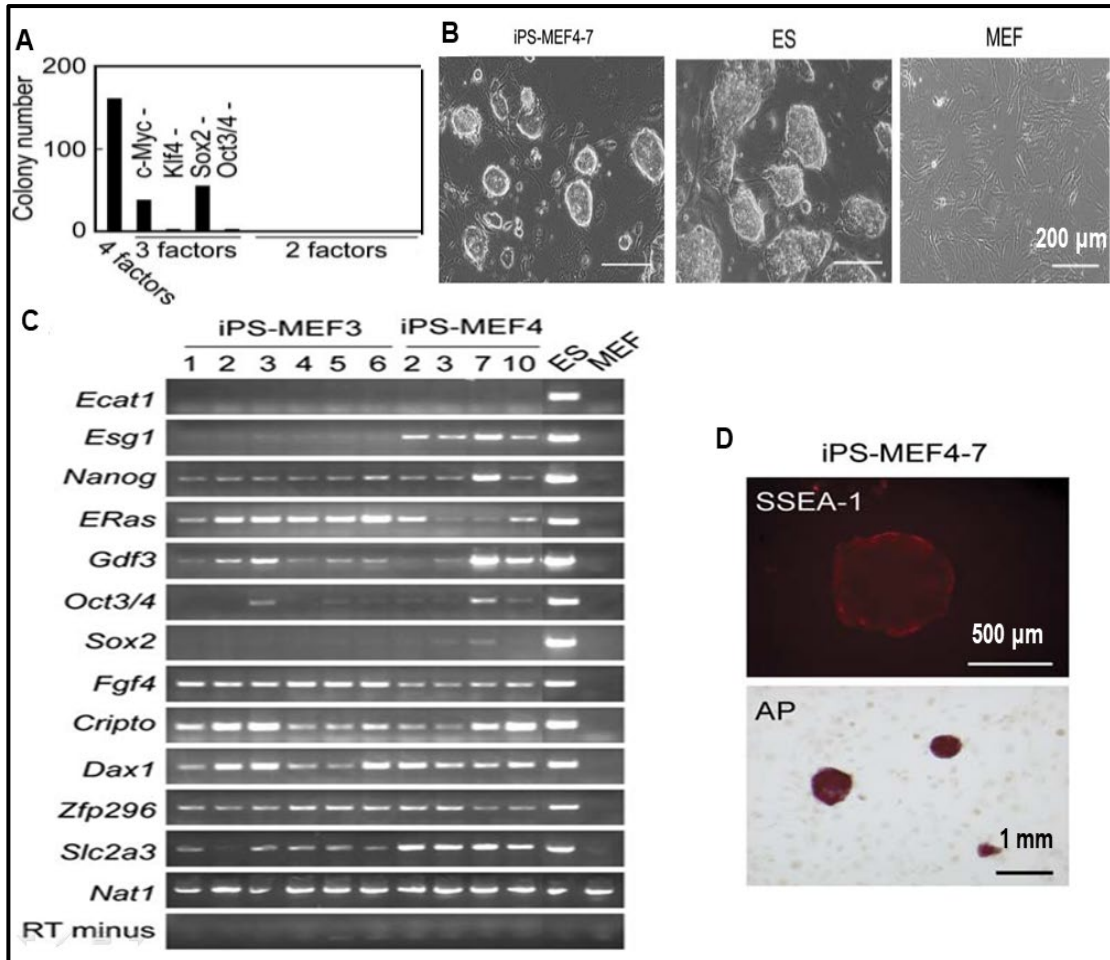 A
200
100
0
Colony number
c-Myc -
Klf4 -
Sox2 -
Oct3/4 -
4 factors
3 factors
2 factors
B
iPS-MEF4-7
ES
MEF
200 µm
C
iPS-MEF3
iPS-MEF4
1 2 3 4 5 6 2 3 7 10 ES MEF
Ecat1
Esg1
Nanog
ERas
Gdf3
Oct3/4
Sox2
Fgf4
Cripto
Dax1
Zfp296
Slc2a3
Nat1
RT minus
D
iPS-MEF4-7
SSEA-1
500 µm
AP
1 mm